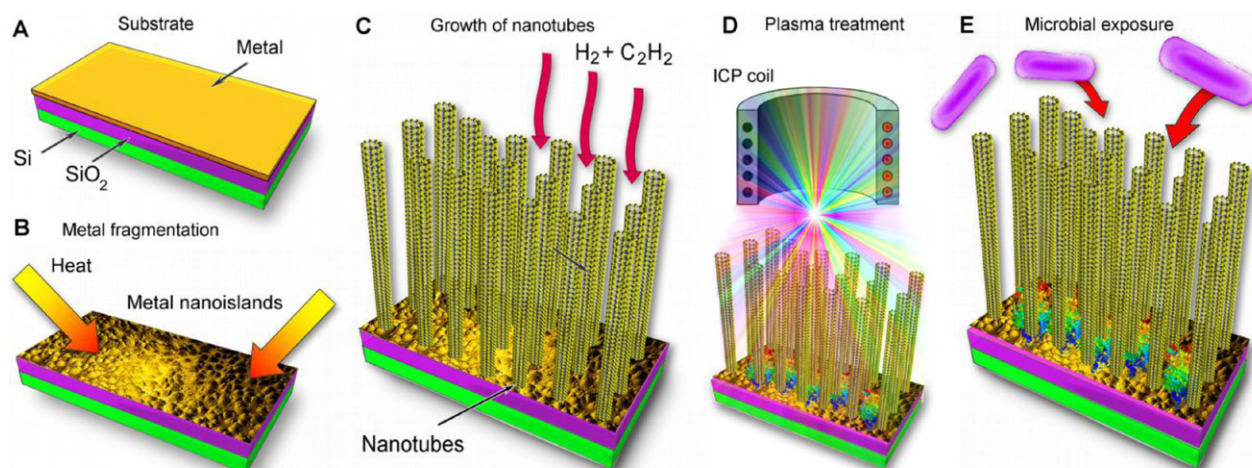 A
Substrate
Metal
Si
SiO₂
B
Metal fragmentation
Heat
Metal nanoislands
C
Growth of nanotubes
H₂ + C₂H₂
Nanotubes
D
Plasma treatment
ICP coil
E
Microbial exposure